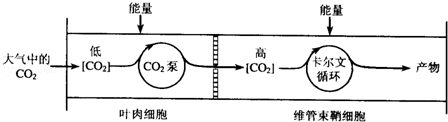 能量
能量
大气中的
CO₂
低
[CO₂]
CO₂泵
高
[CO₂]
卡尔文
循环
产物
叶肉细胞
维管束鞘细胞